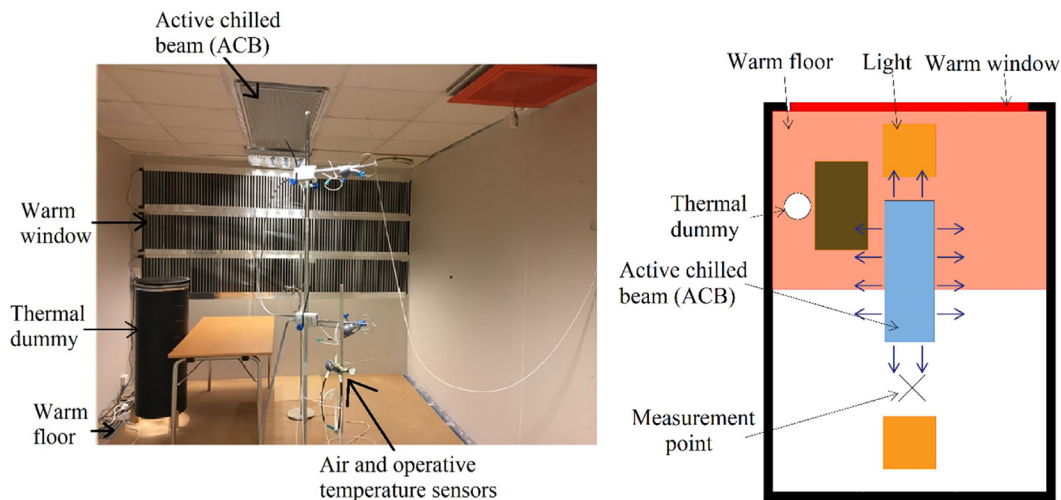 Active chilled
beam (ACB)
Warm
window
Thermal
dummy
Warm
floor
Air and operative
temperature sensors
Warm floor
Light
Warm window
Thermal
dummy
Active chilled
beam (ACB)
Measurement
point